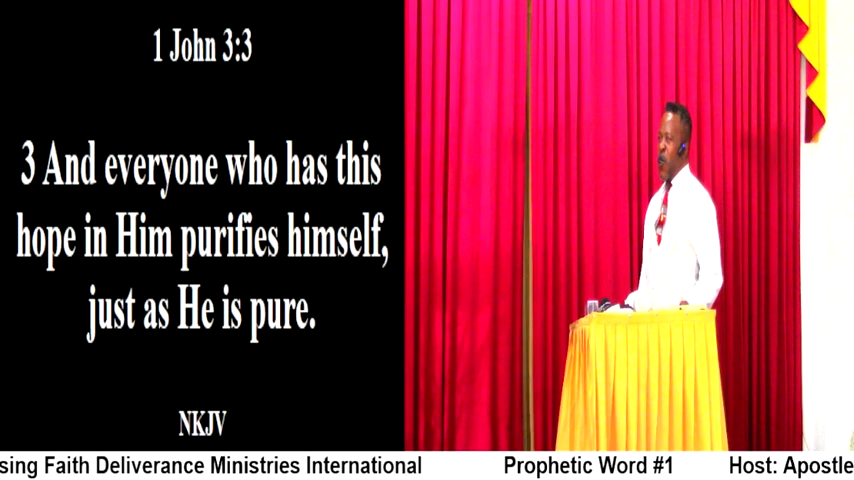 1 John 3:3
3 And everyone who has this
hope in Him purifies himself,
just as He is pure.
NKJV
sing Faith Deliverance Ministries International Prophetic Word #1 Host: Apostle